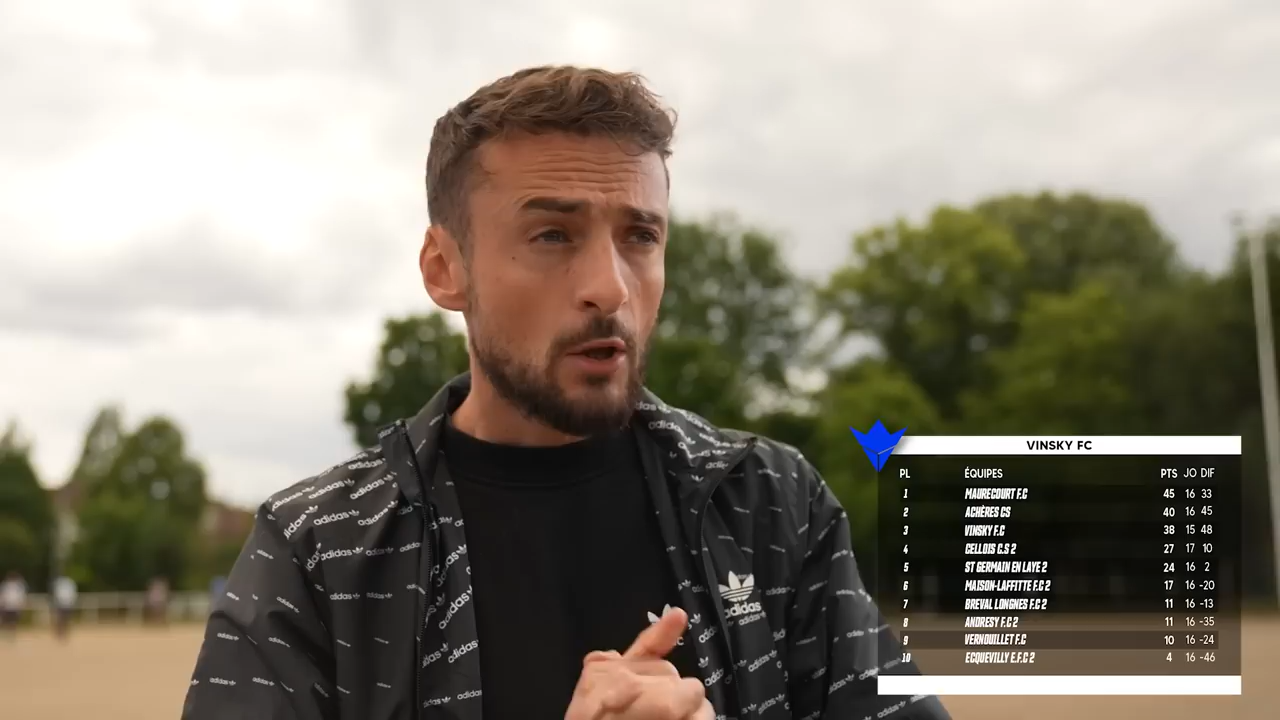 VINSKY FC
PL ÉQUIPES PTS JO DIF
1 MAURECOURT F.C 45 16 33
2 ACHÈRES CS 40 16 45
3 VINSKY F.C 38 15 48
4 CELLOIS C.S 2 27 17 10
5 ST GERMAIN EN LAYE 2 24 16 2
6 MAISON-LAFFITTE F.C 2 17 16 -20
7 BREVAL LONGNES F.C 2 11 16 -13
8 ANDRESY F.C 2 11 16 -35
9 VERNOUILLET F.C 10 16 -24
10 ECQUEVILLY E.F.C 2 4 16 -46
adidas